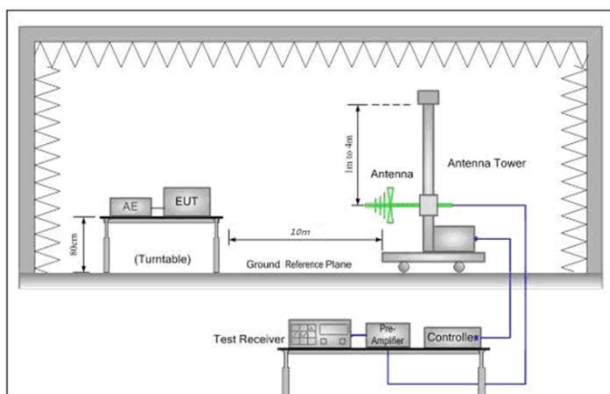 1m to 4m
Antenna
Antenna Tower
AE
EUT
80cm
(Turntable)
10m
Ground Reference Plane
Test Receiver
Pre-
Amplifier
Controller